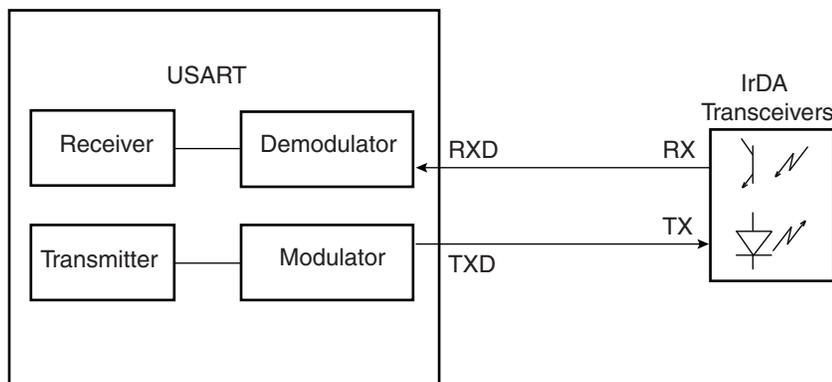 USART
IrDA
Transceivers
Receiver
Demodulator
RXD
RX
Transmitter
Modulator
TXD
TX